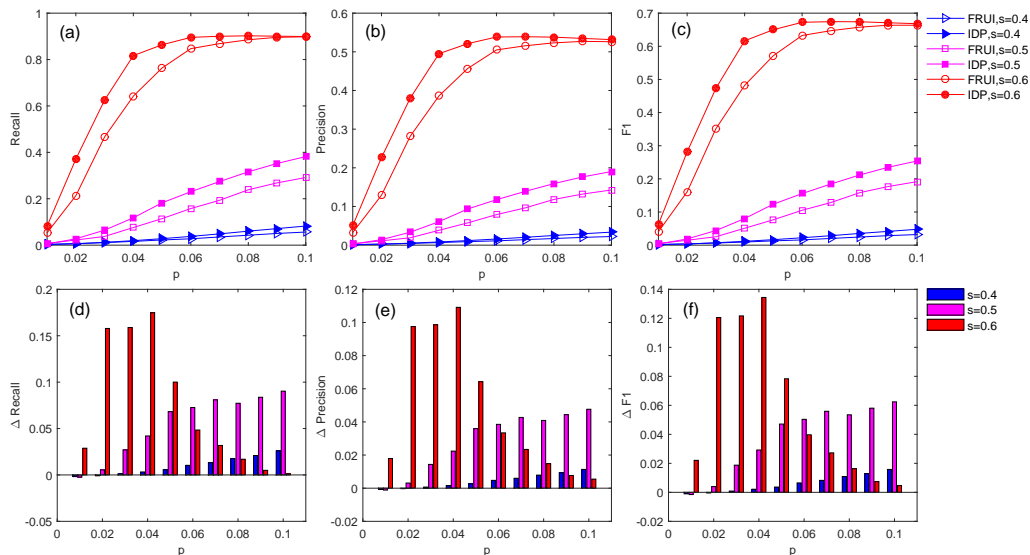 (a)
Recall
1
0.8
0.6
0.4
0.2
0
0.02 0.04 0.06 0.08 0.1
p
(b)
Precision
0.6
0.5
0.4
0.3
0.2
0.1
0
0.02 0.04 0.06 0.08 0.1
p
(c)
F1
0.7
0.6
0.5
0.4
0.3
0.2
0.1
0
0.02 0.04 0.06 0.08 0.1
p
FRUI,s=0.4
IDP,s=0.4
FRUI,s=0.5
IDP,s=0.5
FRUI,s=0.6
IDP,s=0.6
(d)
Δ Recall
0.2
0.15
0.1
0.05
0
-0.05
0.02 0.04 0.06 0.08 0.1
p
(e)
Δ Precision
0.12
0.1
0.08
0.06
0.04
0.02
0
-0.02
0.02 0.04 0.06 0.08 0.1
p
(f)
Δ F1
0.14
0.12
0.1
0.08
0.06
0.04
0.02
0
-0.02
0.02 0.04 0.06 0.08 0.1
p
s=0.4
s=0.5
s=0.6